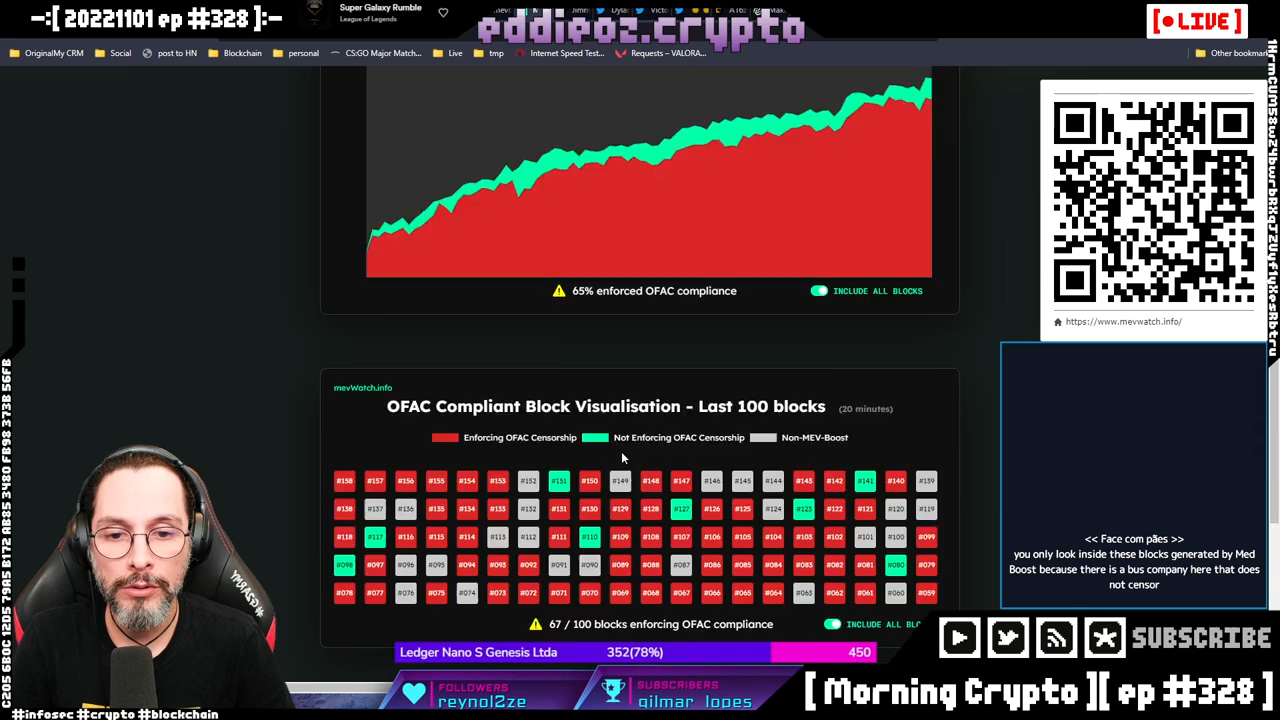 -:[ 20221101 ep #328 ]:-
Super Galaxy Rumble
League of Legends
eddieoz.crypto
[● LIVE]
OriginalMy CRM
Social
post to HN
Blockchain
personal
CS:GO Major Match...
Live
tmp
Internet Speed Test...
Requests – VALORA...
Other bookmar
65% enforced OFAC compliance
INCLUDE ALL BLOCKS
https://www.mevwatch.info/
mevWatch.info
OFAC Compliant Block Visualisation - Last 100 blocks (20 minutes)
Enforcing OFAC Censorship
Not Enforcing OFAC Censorship
Non-MEV-Boost
#158 #157 #156 #155 #154 #153 #152 #151 #150 #149 #148 #147 #146 #145 #144 #143 #142 #141 #140 #139
#138 #137 #136 #135 #134 #133 #132 #131 #130 #129 #128 #127 #126 #125 #124 #123 #122 #121 #120 #119
#118 #117 #116 #115 #114 #113 #112 #111 #110 #109 #108 #107 #106 #105 #104 #103 #102 #101 #100 #099
#098 #097 #096 #095 #094 #093 #092 #091 #090 #089 #088 #087 #086 #085 #084 #083 #082 #081 #080 #079
#078 #077 #076 #075 #074 #073 #072 #071 #070 #069 #068 #067 #066 #065 #064 #063 #062 #061 #060 #059
67 / 100 blocks enforcing OFAC compliance
INCLUDE ALL BLO
<< Face com pães >>
you only look inside these blocks generated by Med
Boost because there is a bus company here that does
not censor
Ledger Nano S Genesis Ltda 352(78%) 450
FOLLOWERS
reynol2ze
SUBSCRIBERS
gilmar_lopes
SUBSCRIBE
[ Morning Crypto ][ ep #328 ]
#infosec #crypto #blockchain